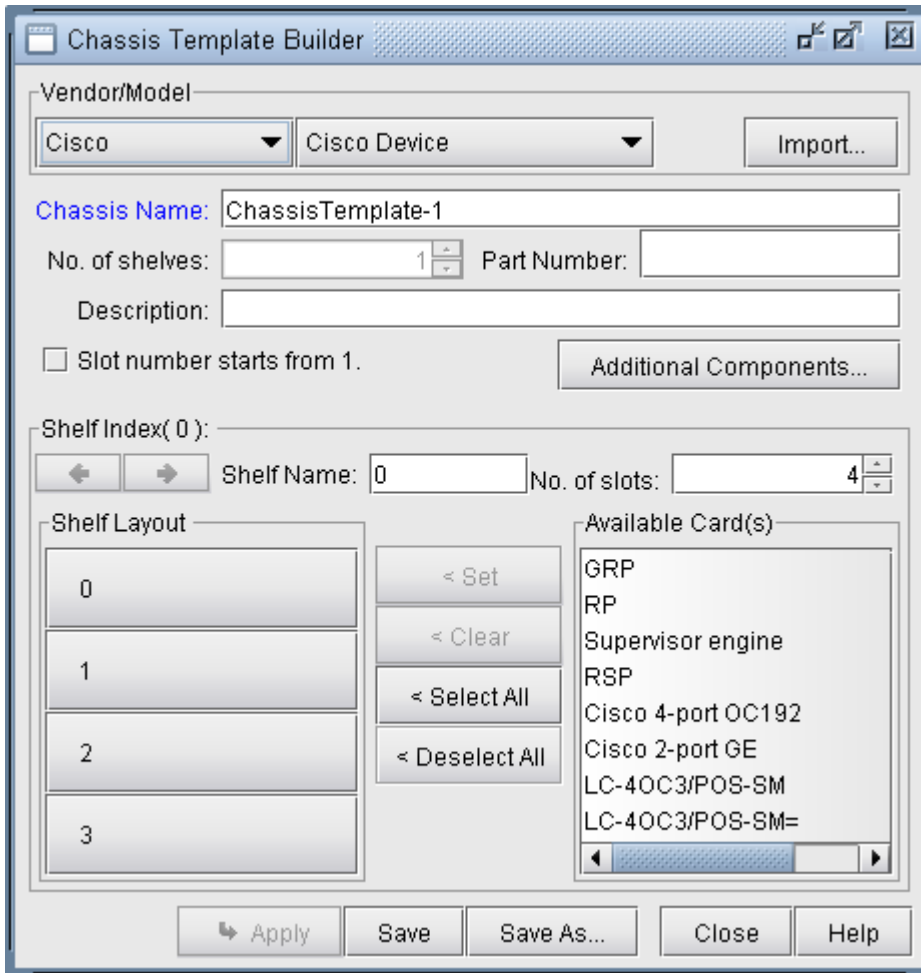 Chassis Template Builder
Vendor/Model
Cisco Cisco Device Import...
Chassis Name: ChassisTemplate-1
No. of shelves: 1 Part Number:
Description:
Slot number starts from 1. Additional Components...
Shelf Index( 0 ):
Shelf Name: 0 No. of slots: 4
Shelf Layout
0
1
2
3
< Set
< Clear
< Select All
< Deselect All
Available Card(s)
GRP
RP
Supervisor engine
RSP
Cisco 4-port OC192
Cisco 2-port GE
LC-4OC3/POS-SM
LC-4OC3/POS-SM=
Apply Save Save As... Close Help